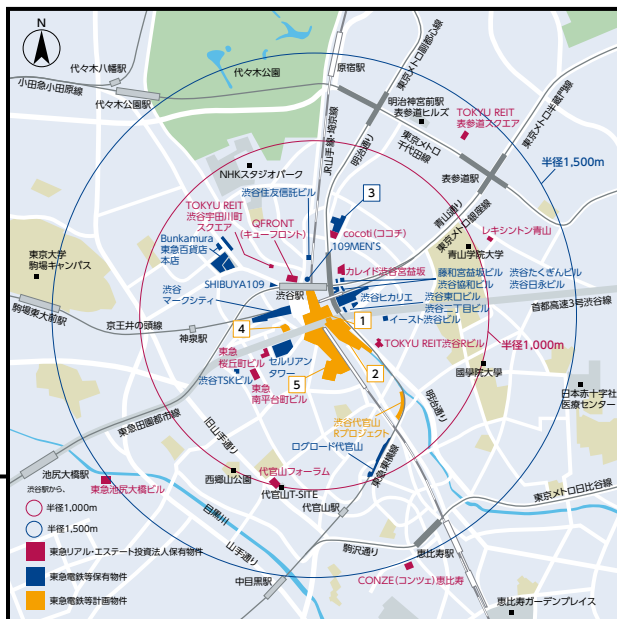 N
代々木八幡駅
代々木公園
原宿駅
東京メトロ副都心線
小田急小田原線
代々木公園駅
明治神宮前駅
表参道ヒルズ
TOKYU REIT
表参道スクエア
東京メトロ半蔵門線
JR山手線・埼京線
明治通り
東京メトロ
千代田線
半径1,500m
NHKスタジオパーク
表参道駅
渋谷住友信託ビル
3
TOKYU REIT
渋谷宇田川町
スクエア
QFRONT
(キューフロント)
cocoti(ココチ)
109MEN'S
青山通り
東京メトロ銀座線
レキシントン青山
青山学院大学
Bunkamura
東急百貨店
本店
東京大学
駒場キャンパス
カレイド渋谷宮益坂
藤和宮益坂ビル
渋谷たくぎんビル
渋谷協和ビル
渋谷日永ビル
SHIBUYA109
渋谷駅
渋谷ヒカリエ
渋谷東口ビル
渋谷二丁目ビル
首都高速3号渋谷線
渋谷
マークシティ
駒場東大前駅
京王井の頭線
神泉駅
4
1
イースト渋谷ビル
TOKYU REIT渋谷Rビル
半径1,000m
東急
桜丘町ビル
セルリアン
タワー
2
國學院大學
渋谷TSKビル
東急
南平台町ビル
5
明治通り
日本赤十字社
医療センター
東急田園都市線
旧山手通り
渋谷代官山
Rプロジェクト
ログロード代官山
東急東横線
池尻大橋駅
西郷山公園
代官山フォーラム
東急池尻大橋ビル
代官山T-SITE
代官山駅
東京メトロ日比谷線
渋谷駅から、
半径1,000m
半径1,500m
目黒川
山手通り
駒沢通り
恵比寿駅
東急リアル・エステート投資法人保有物件
東急電鉄等保有物件
東急電鉄等計画物件
中目黒駅
CONZE(コンツェ)恵比寿
恵比寿ガーデンプレイス